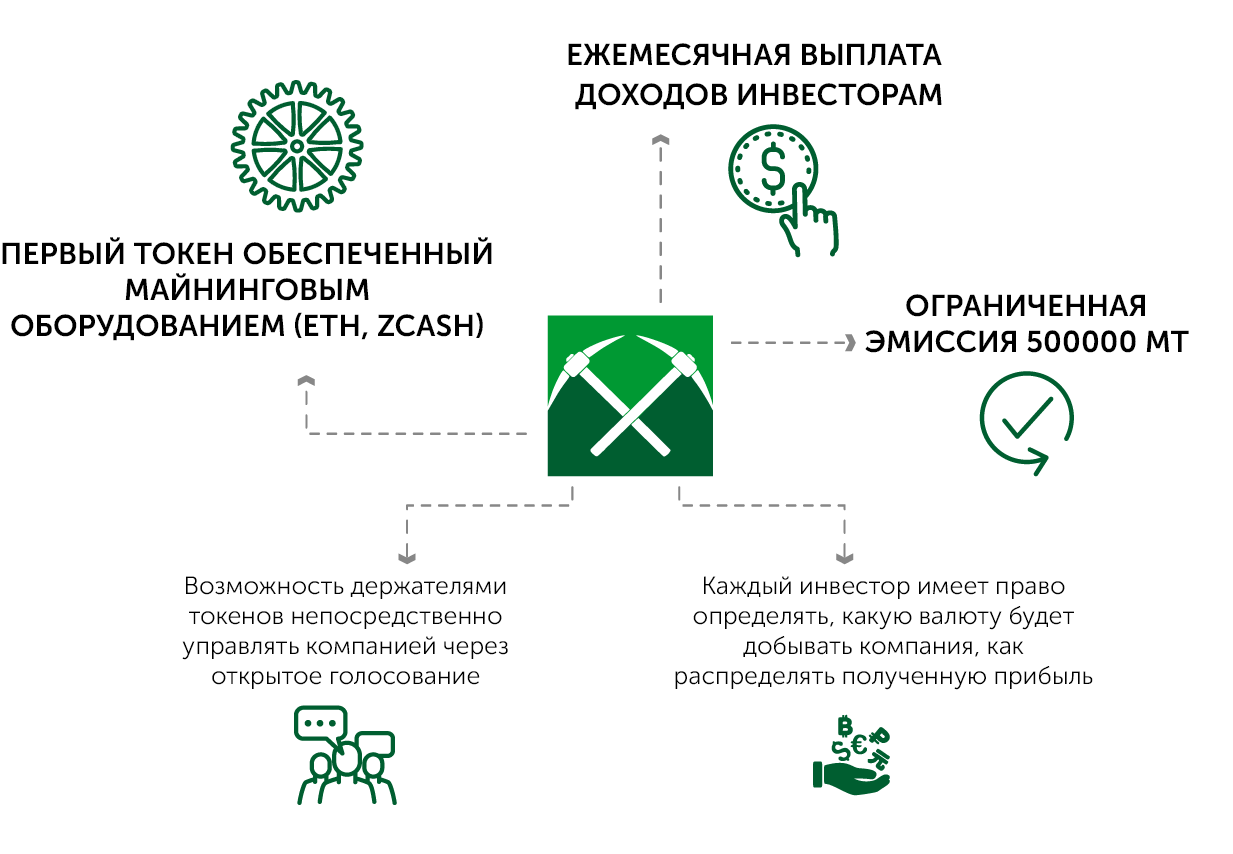 ЕЖЕМЕСЯЧНАЯ ВЫПЛАТА
ДОХОДОВ ИНВЕСТОРАМ
ПЕРВЫЙ ТОКЕН ОБЕСПЕЧЕННЫЙ
МАЙНИНГОВЫМ
ОБОРУДОВАНИЕМ (ETH, ZCASH)
ОГРАНИЧЕННАЯ
ЭМИССИЯ 500000 МТ
Возможность держателями
токенов непосредственно
управлять компанией через
открытое голосование
Каждый инвестор имеет право
определять, какую валюту будет
добывать компания, как
распределять полученную прибыль